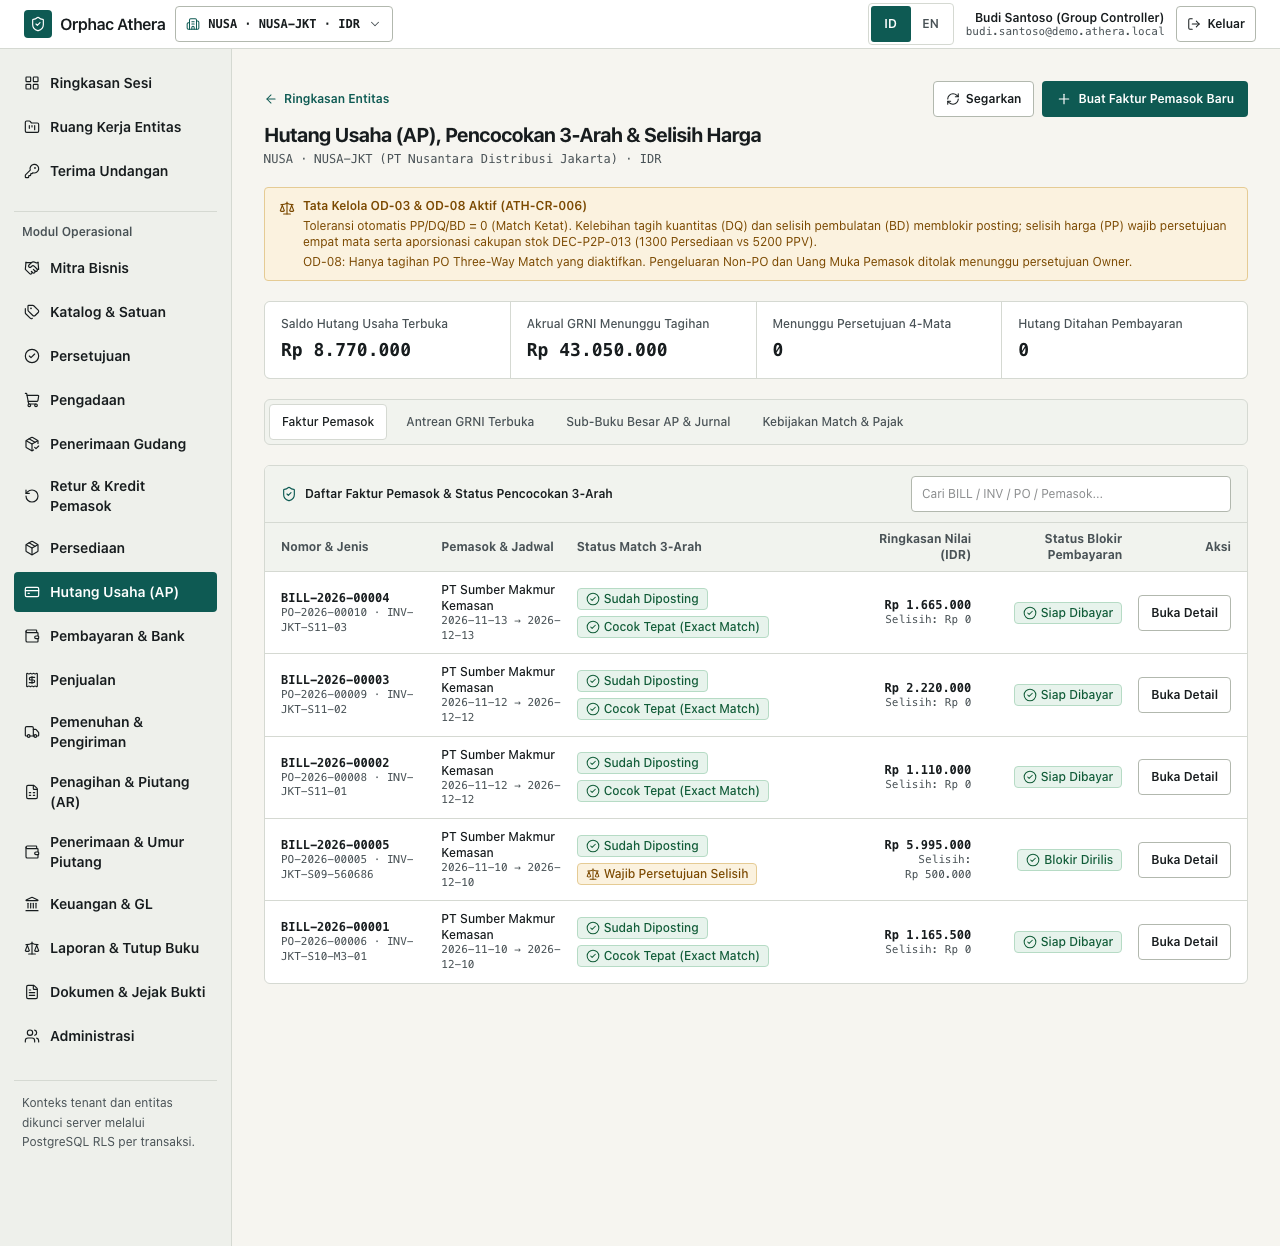 Orphac Athera
NUSA · NUSA-JKT · IDR
ID
EN
Budi Santoso (Group Controller)
budi.santoso@demo.athera.local
Keluar
Ringkasan Sesi
Ruang Kerja Entitas
Terima Undangan
Modul Operasional
Mitra Bisnis
Katalog & Satuan
Persetujuan
Pengadaan
Penerimaan Gudang
Retur & Kredit
Pemasok
Persediaan
Hutang Usaha (AP)
Pembayaran & Bank
Penjualan
Pemenuhan &
Pengiriman
Penagihan & Piutang
(AR)
Penerimaan & Umur
Piutang
Keuangan & GL
Laporan & Tutup Buku
Dokumen & Jejak Bukti
Administrasi
Konteks tenant dan entitas
dikunci server melalui
PostgreSQL RLS per transaksi.
← Ringkasan Entitas
Segarkan
+ Buat Faktur Pemasok Baru
Hutang Usaha (AP), Pencocokan 3-Arah & Selisih Harga
NUSA · NUSA-JKT (PT Nusantara Distribusi Jakarta) · IDR
Tata Kelola OD-03 & OD-08 Aktif (ATH-CR-006)
Toleransi otomatis PP/DQ/BD = 0 (Match Ketat). Kelebihan tagih kuantitas (DQ) dan selisih pembulatan (BD) memblokir posting; selisih harga (PP) wajib persetujuan
empat mata serta aporsionasi cakupan stok DEC-P2P-013 (1300 Persediaan vs 5200 PPV).
OD-08: Hanya tagihan PO Three-Way Match yang diaktifkan. Pengeluaran Non-PO dan Uang Muka Pemasok ditolak menunggu persetujuan Owner.
Saldo Hutang Usaha Terbuka
Rp 8.770.000
Akrual GRNI Menunggu Tagihan
Rp 43.050.000
Menunggu Persetujuan 4-Mata
0
Hutang Ditahan Pembayaran
0
Faktur Pemasok
Antrean GRNI Terbuka
Sub-Buku Besar AP & Jurnal
Kebijakan Match & Pajak
Daftar Faktur Pemasok & Status Pencocokan 3-Arah
Cari BILL / INV / PO / Pemasok...
Nomor & Jenis
Pemasok & Jadwal
Status Match 3-Arah
Ringkasan Nilai
(IDR)
Status Blokir
Pembayaran
Aksi
BILL-2026-00004
PO-2026-00010 · INV-
JKT-S11-03
PT Sumber Makmur
Kemasan
2026-11-13 → 2026-
12-13
Sudah Diposting
Cocok Tepat (Exact Match)
Rp 1.665.000
Selisih: Rp 0
Siap Dibayar
Buka Detail
BILL-2026-00003
PO-2026-00009 · INV-
JKT-S11-02
PT Sumber Makmur
Kemasan
2026-11-12 → 2026-
12-12
Sudah Diposting
Cocok Tepat (Exact Match)
Rp 2.220.000
Selisih: Rp 0
Siap Dibayar
Buka Detail
BILL-2026-00002
PO-2026-00008 · INV-
JKT-S11-01
PT Sumber Makmur
Kemasan
2026-11-12 → 2026-
12-12
Sudah Diposting
Cocok Tepat (Exact Match)
Rp 1.110.000
Selisih: Rp 0
Siap Dibayar
Buka Detail
BILL-2026-00005
PO-2026-00005 · INV-
JKT-S09-560686
PT Sumber Makmur
Kemasan
2026-11-10 → 2026-
12-10
Sudah Diposting
Wajib Persetujuan Selisih
Rp 5.995.000
Selisih:
Rp 500.000
Blokir Dirilis
Buka Detail
BILL-2026-00001
PO-2026-00006 · INV-
JKT-S10-M3-01
PT Sumber Makmur
Kemasan
2026-11-10 → 2026-
12-10
Sudah Diposting
Cocok Tepat (Exact Match)
Rp 1.165.500
Selisih: Rp 0
Siap Dibayar
Buka Detail